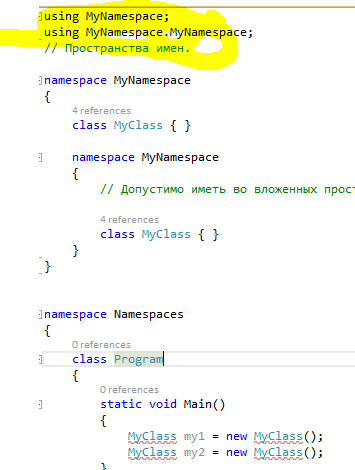 using MyNamespace;
using MyNamespace.MyNamespace;
// Пространства имен.
namespace MyNamespace
{
4 references
class MyClass { }
namespace MyNamespace
{
// Допустимо иметь во вложенных
4 references
class MyClass { }
}
}
namespace Namespaces
{
0 references
class Program
{
0 references
static void Main()
{
MyClass my1 = new MyClass();
MyClass my2 = new MyClass();
}